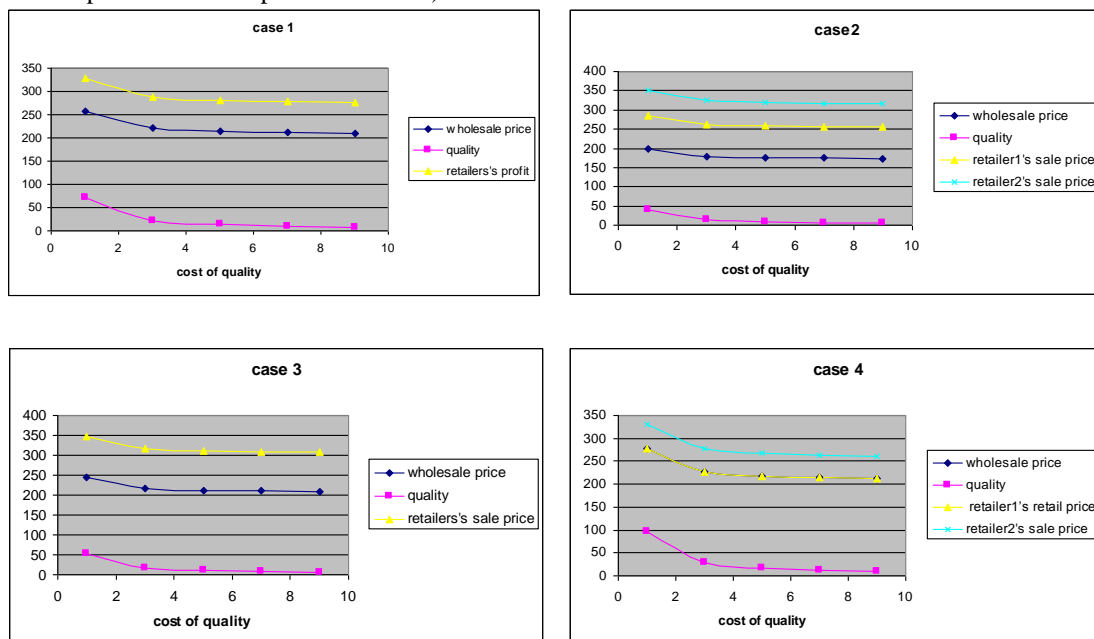 case 1
350
300
250
200
150
100
50
0
0 2 4 6 8 10
cost of quality
wholesale price
quality
retailers's profit
case2
400
350
300
250
200
150
100
50
0
0 2 4 6 8 10
cost of quality
wholesale price
quality
retailer1's sale price
retailer2's sale price
case 3
400
350
300
250
200
150
100
50
0
0 2 4 6 8 10
cost of quality
wholesale price
quality
retailers's sale price
case 4
350
300
250
200
150
100
50
0
0 2 4 6 8 10
cost of quality
wholesale price
quality
retailer1's retail price
retailer2's sale price